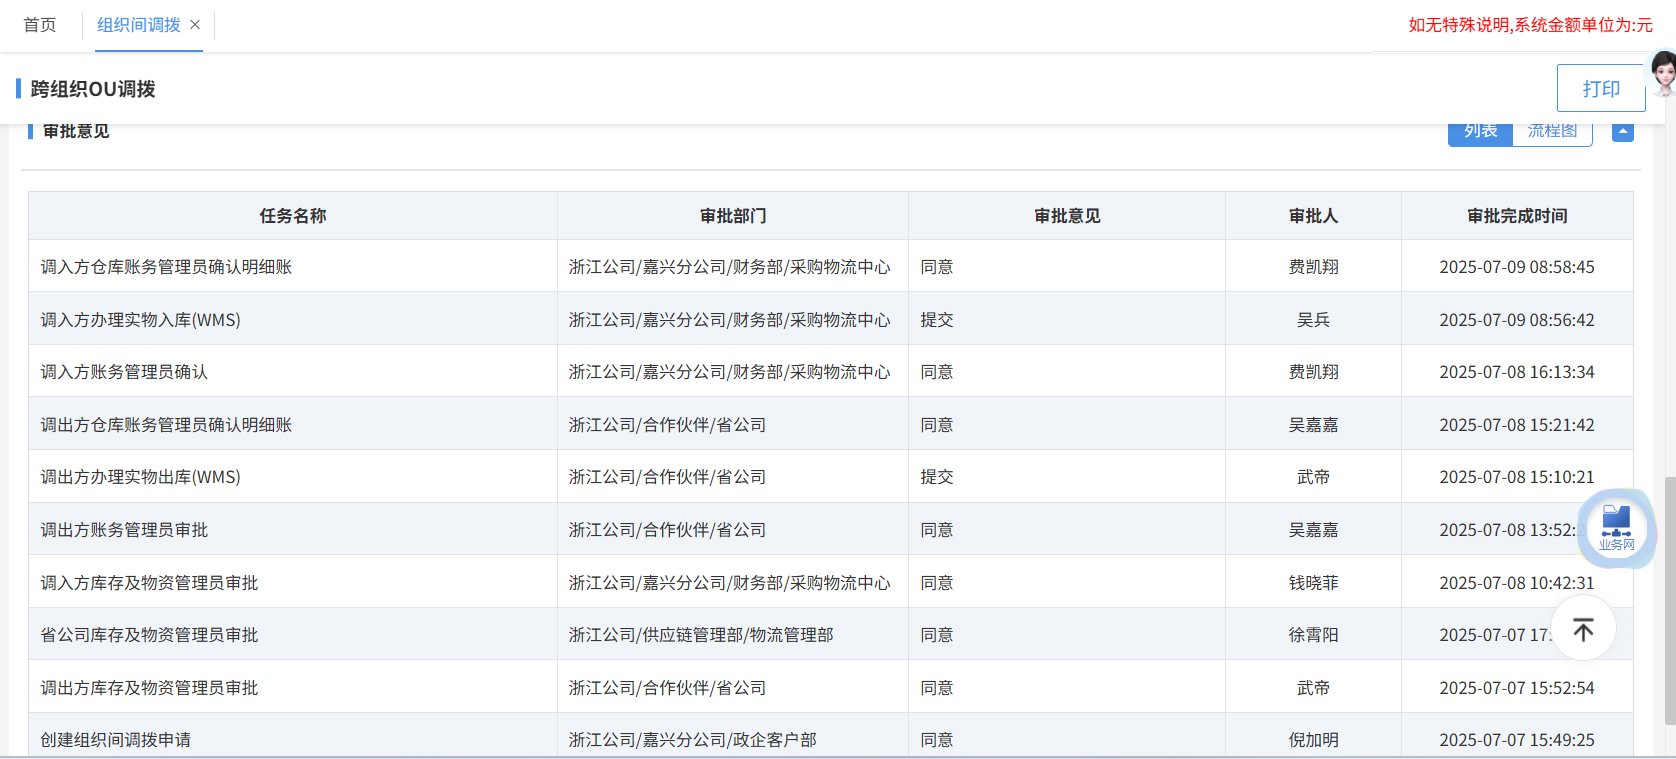 首页 组织间调拨 × 如无特殊说明,系统金额单位为:元
跨组织OU调拨 打印
审批意见 列表 流程图
任务名称 审批部门 审批意见 审批人 审批完成时间
调入方仓库账务管理员确认明细账 浙江公司/嘉兴分公司/财务部/采购物流中心 同意 费凯翔 2025-07-09 08:58:45
调入方办理实物入库(WMS) 浙江公司/嘉兴分公司/财务部/采购物流中心 提交 吴兵 2025-07-09 08:56:42
调入方账务管理员确认 浙江公司/嘉兴分公司/财务部/采购物流中心 同意 费凯翔 2025-07-08 16:13:34
调出方仓库账务管理员确认明细账 浙江公司/合作伙伴/省公司 同意 吴嘉嘉 2025-07-08 15:21:42
调出方办理实物出库(WMS) 浙江公司/合作伙伴/省公司 提交 武帝 2025-07-08 15:10:21
调出方账务管理员审批 浙江公司/合作伙伴/省公司 同意 吴嘉嘉 2025-07-08 13:52:
业务网
调入方库存及物资管理员审批 浙江公司/嘉兴分公司/财务部/采购物流中心 同意 钱晓菲 2025-07-08 10:42:31
省公司库存及物资管理员审批 浙江公司/供应链管理部/物流管理部 同意 徐霄阳 2025-07-07 17:
调出方库存及物资管理员审批 浙江公司/合作伙伴/省公司 同意 武帝 2025-07-07 15:52:54
创建组织间调拨申请 浙江公司/嘉兴分公司/政企客户部 同意 倪加明 2025-07-07 15:49:25